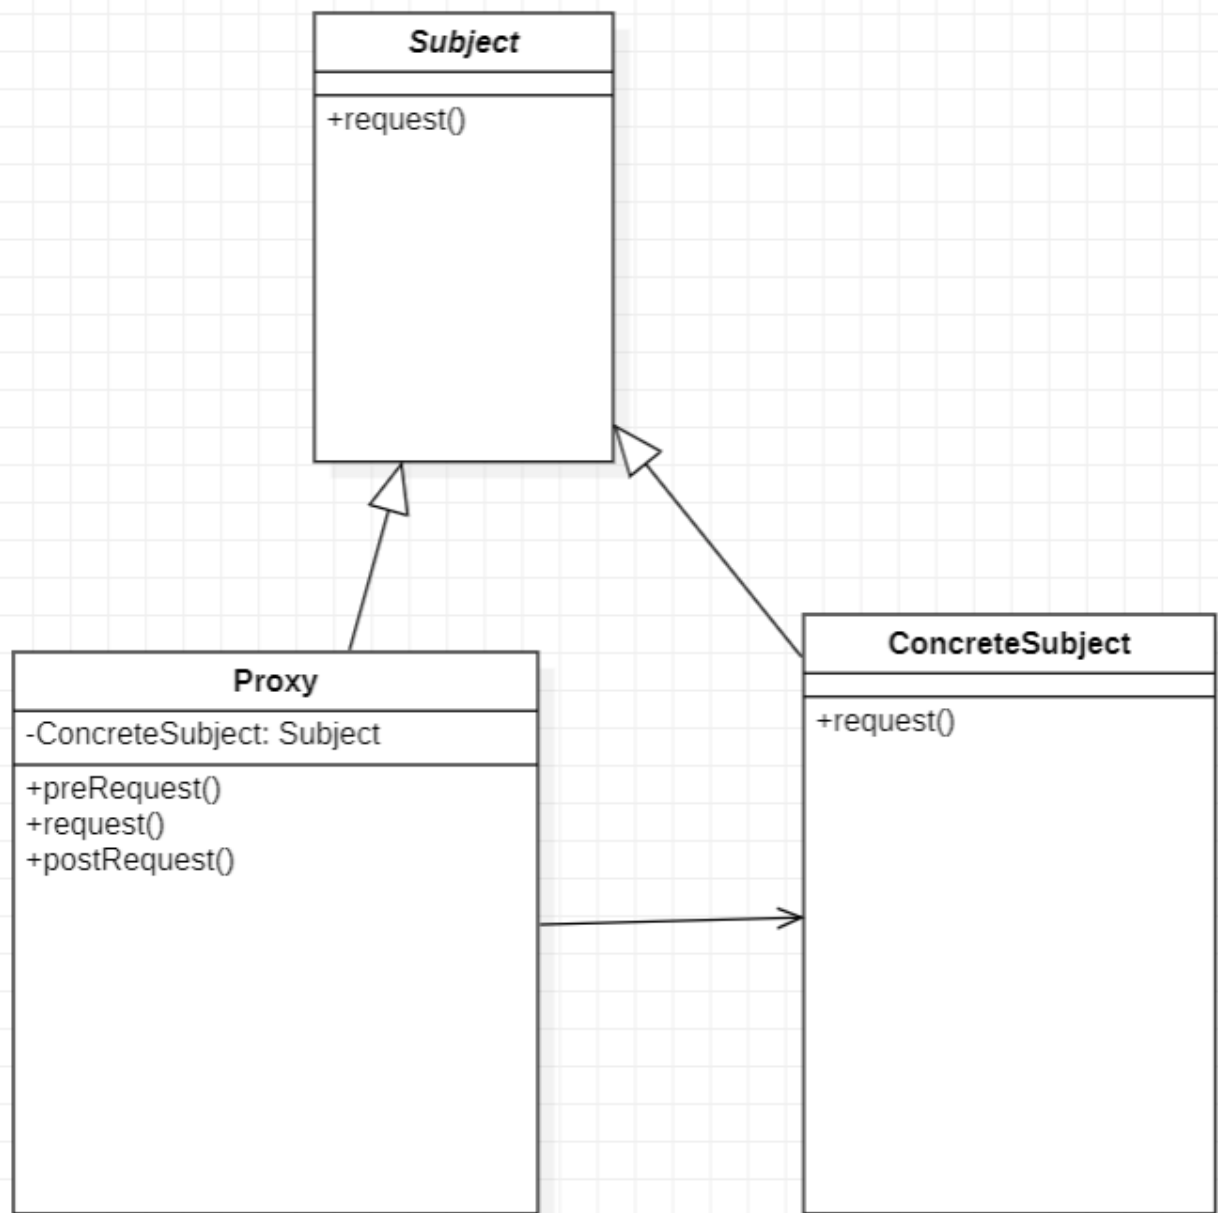 Subject
+request()
Proxy
-ConcreteSubject: Subject
+preRequest()
+request()
+postRequest()
ConcreteSubject
+request()